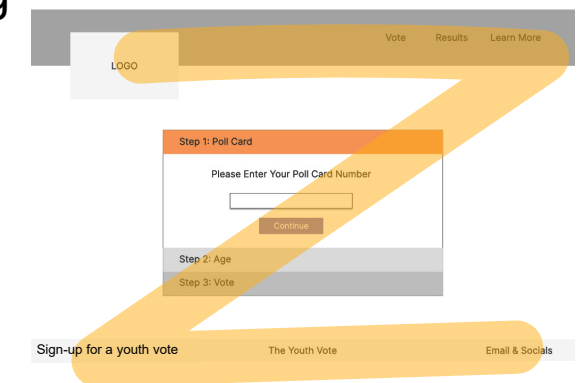 Vote Results Learn More
LOGO
Step 1: Poll Card
Please Enter Your Poll Card Number
Continue
Step 2: Age
Step 3: Vote
Sign-up for a youth vote The Youth Vote Email & Socials